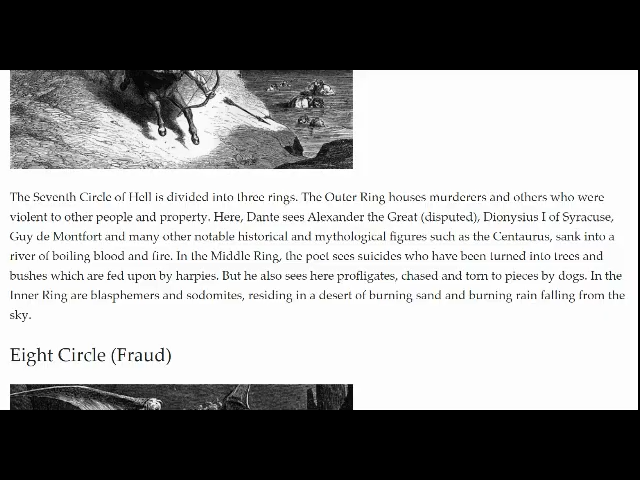 The Seventh Circle of Hell is divided into three rings. The Outer Ring houses murderers and others who were
violent to other people and property. Here, Dante sees Alexander the Great (disputed), Dionysius I of Syracuse,
Guy de Montfort and many other notable historical and mythological figures such as the Centaurus, sank into a
river of boiling blood and fire. In the Middle Ring, the poet sees suicides who have been turned into trees and
bushes which are fed upon by harpies. But he also sees here profligates, chased and torn to pieces by dogs. In the
Inner Ring are blasphemers and sodomites, residing in a desert of burning sand and burning rain falling from the
sky.
Eight Circle (Fraud)